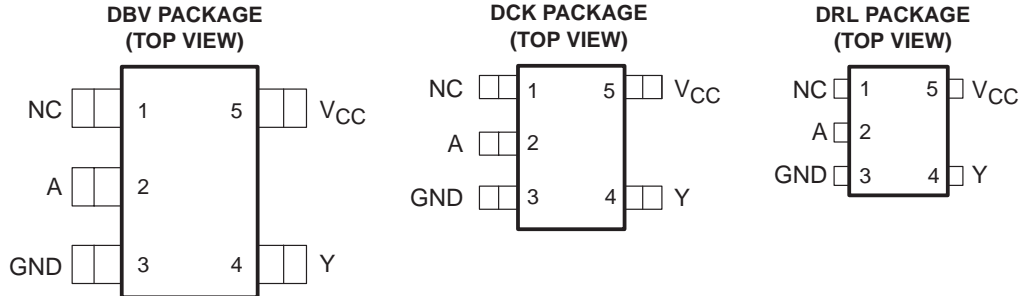 DBV PACKAGE
(TOP VIEW)
NC 1 5 VCC
A 2
GND 3 4 Y
DCK PACKAGE
(TOP VIEW)
NC 1 5 VCC
A 2
GND 3 4 Y
DRL PACKAGE
(TOP VIEW)
NC 1 5 VCC
A 2
GND 3 4 Y